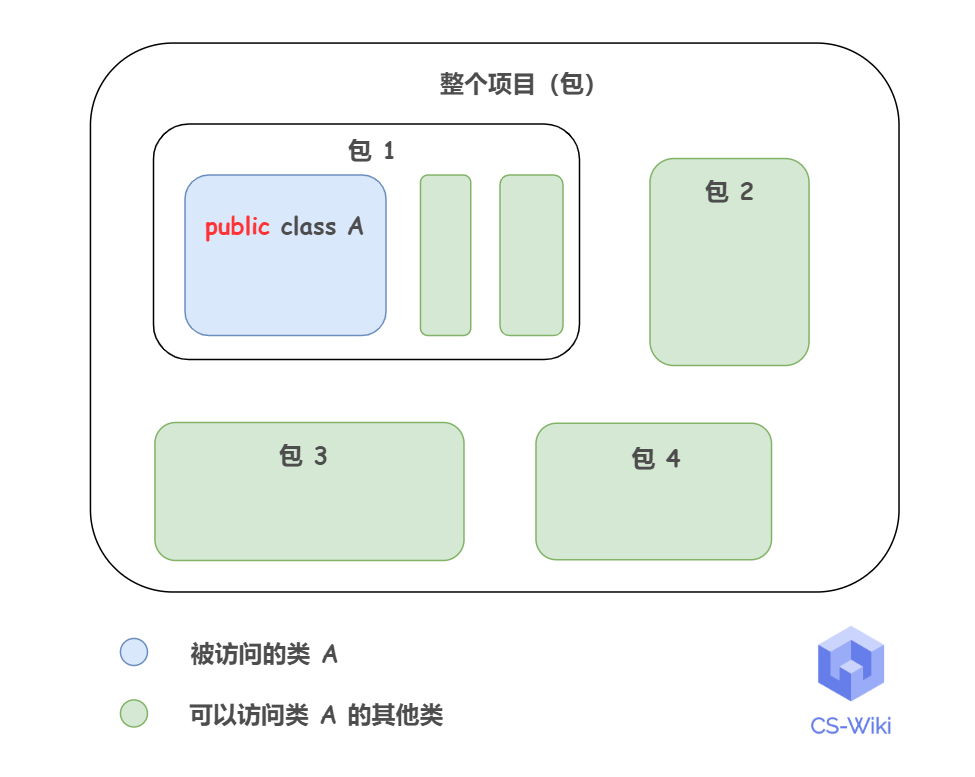 整个项目（包）
包 1
public class A
包 2
包 3
包 4
被访问的类 A
可以访问类 A 的其他类
CS-Wiki